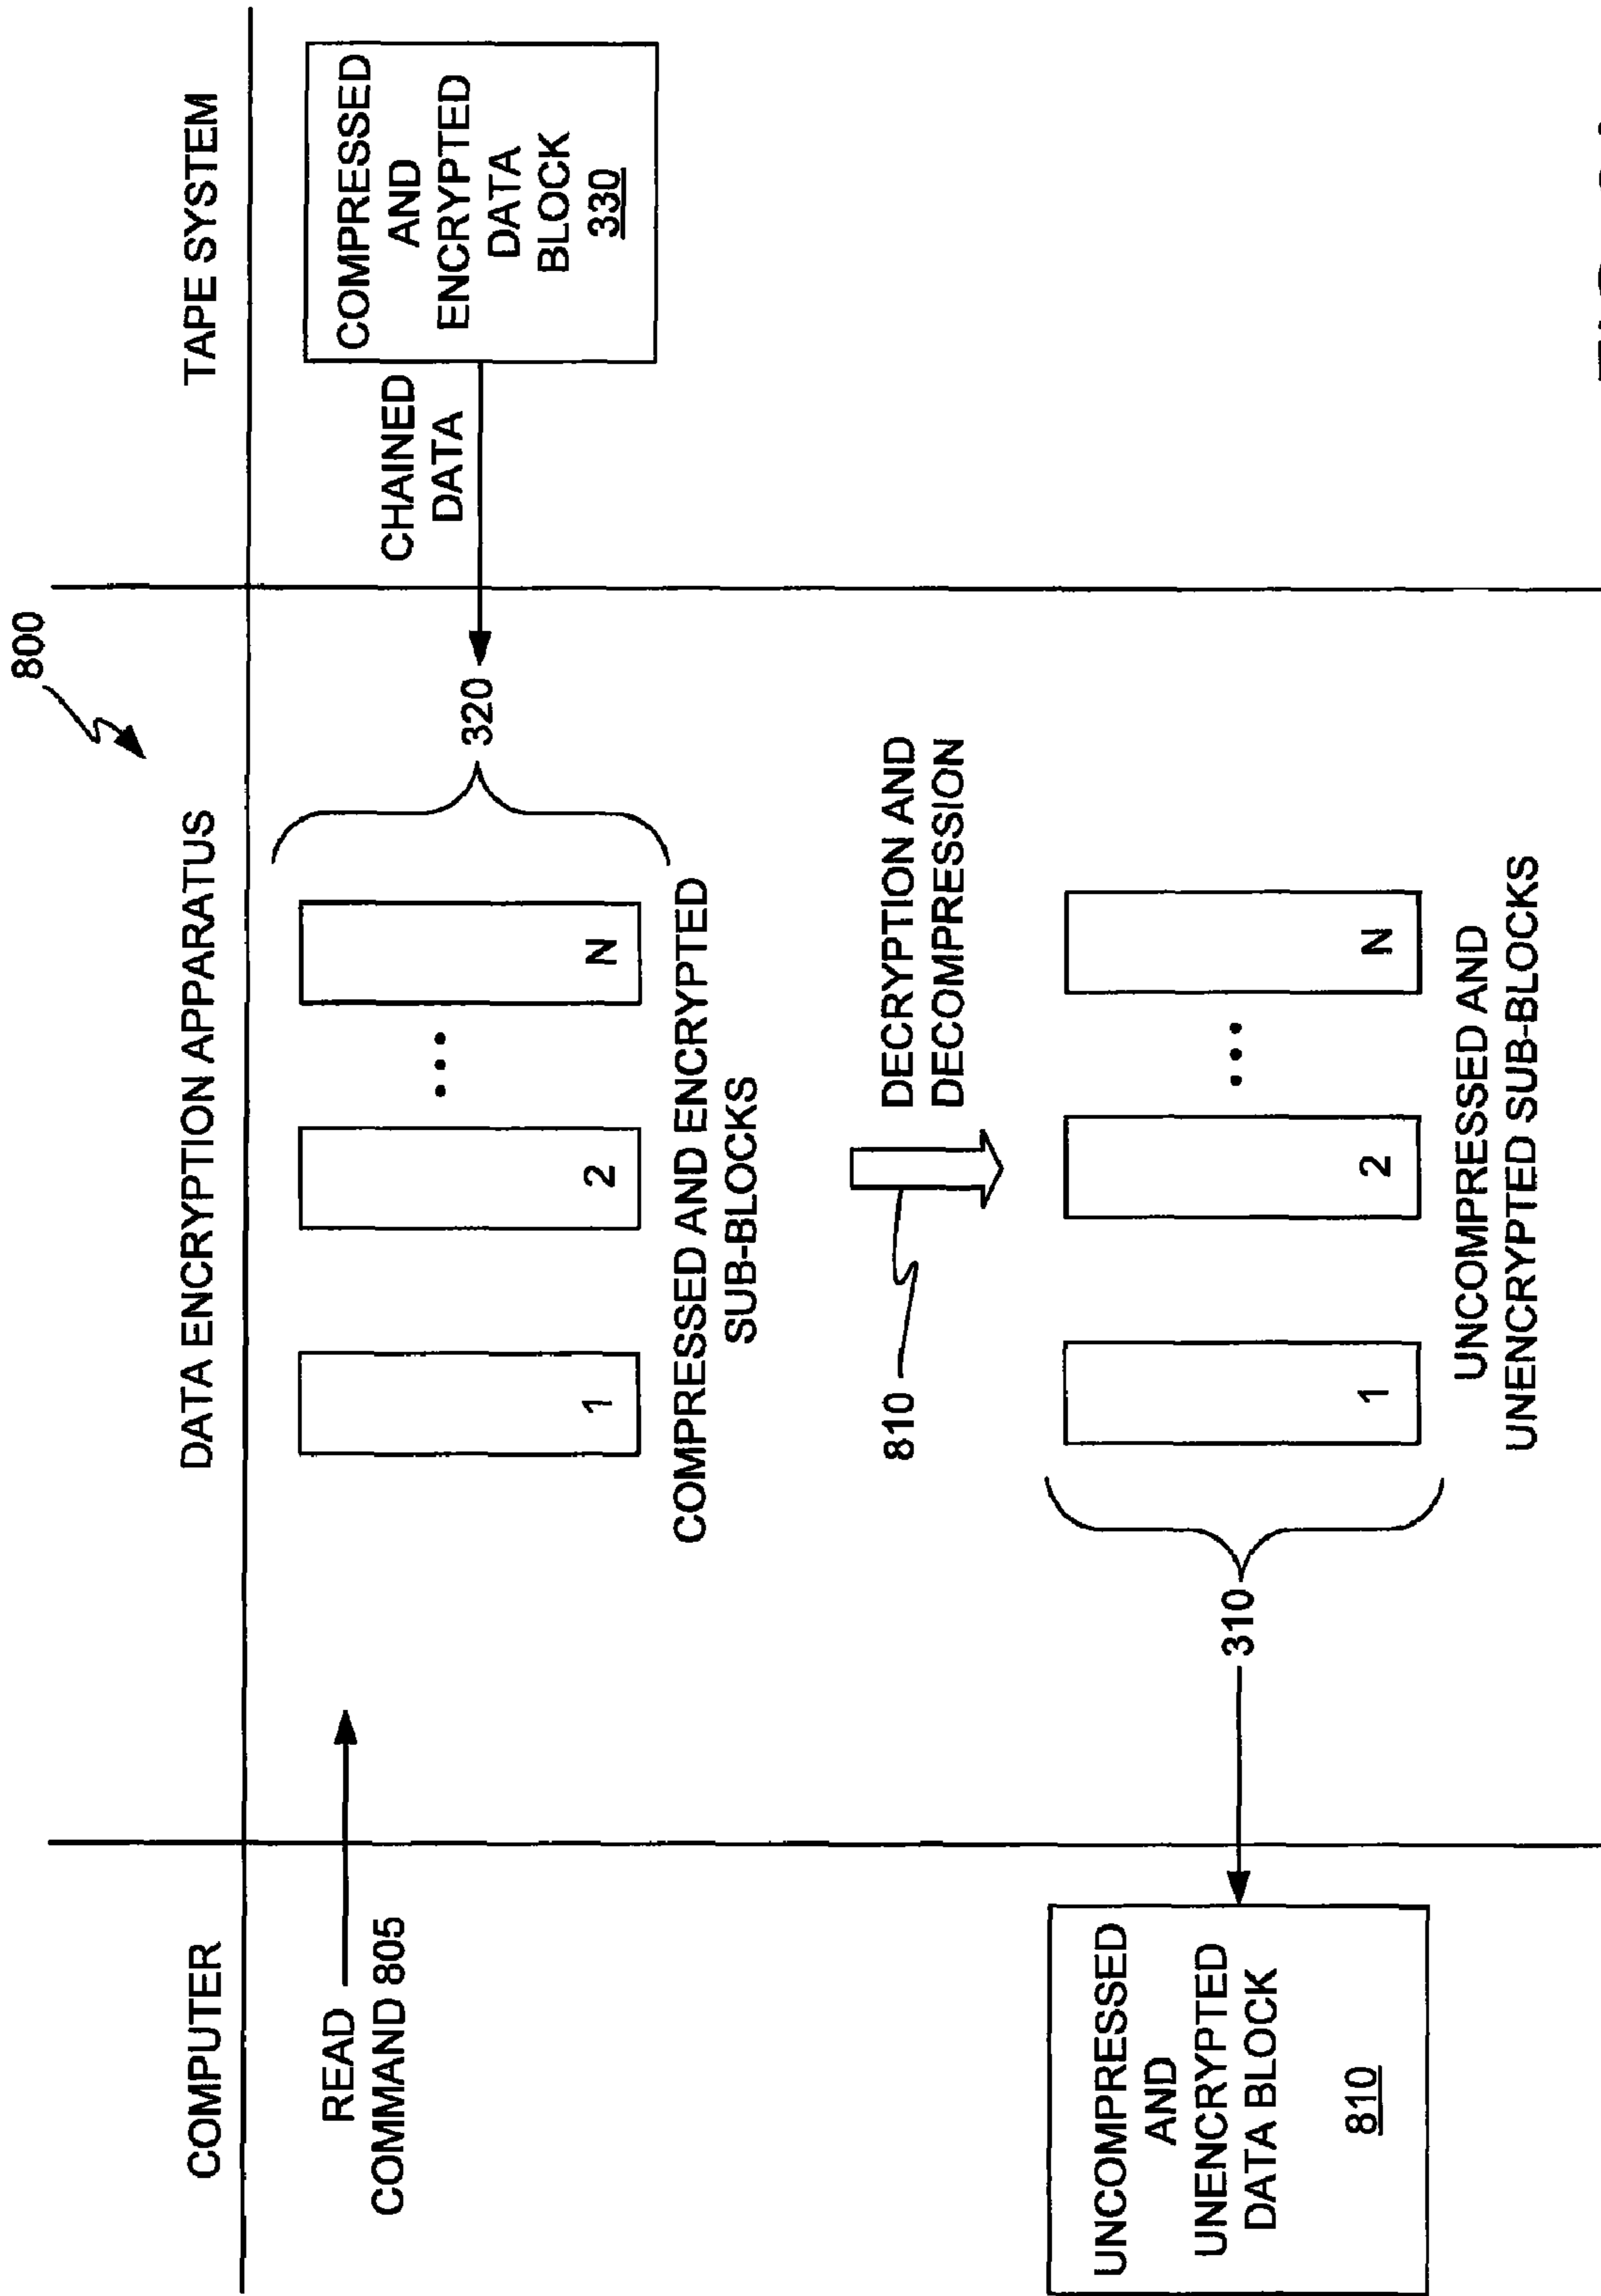 800
COMPUTER
DATA ENCRYPTION APPARATUS
TAPE SYSTEM
READ
COMMAND 805
1
2
...
N
320
COMPRESSED AND ENCRYPTED
SUB-BLOCKS
CHAINED
DATA
COMPRESSED
AND
ENCRYPTED
DATA
BLOCK
330
810
DECRYPTION AND
DECOMPRESSION
UNCOMPRESSED
AND
UNENCRYPTED
DATA BLOCK
810
310
1
2
...
N
UNCOMPRESSED AND
UNENCRYPTED SUB-BLOCKS